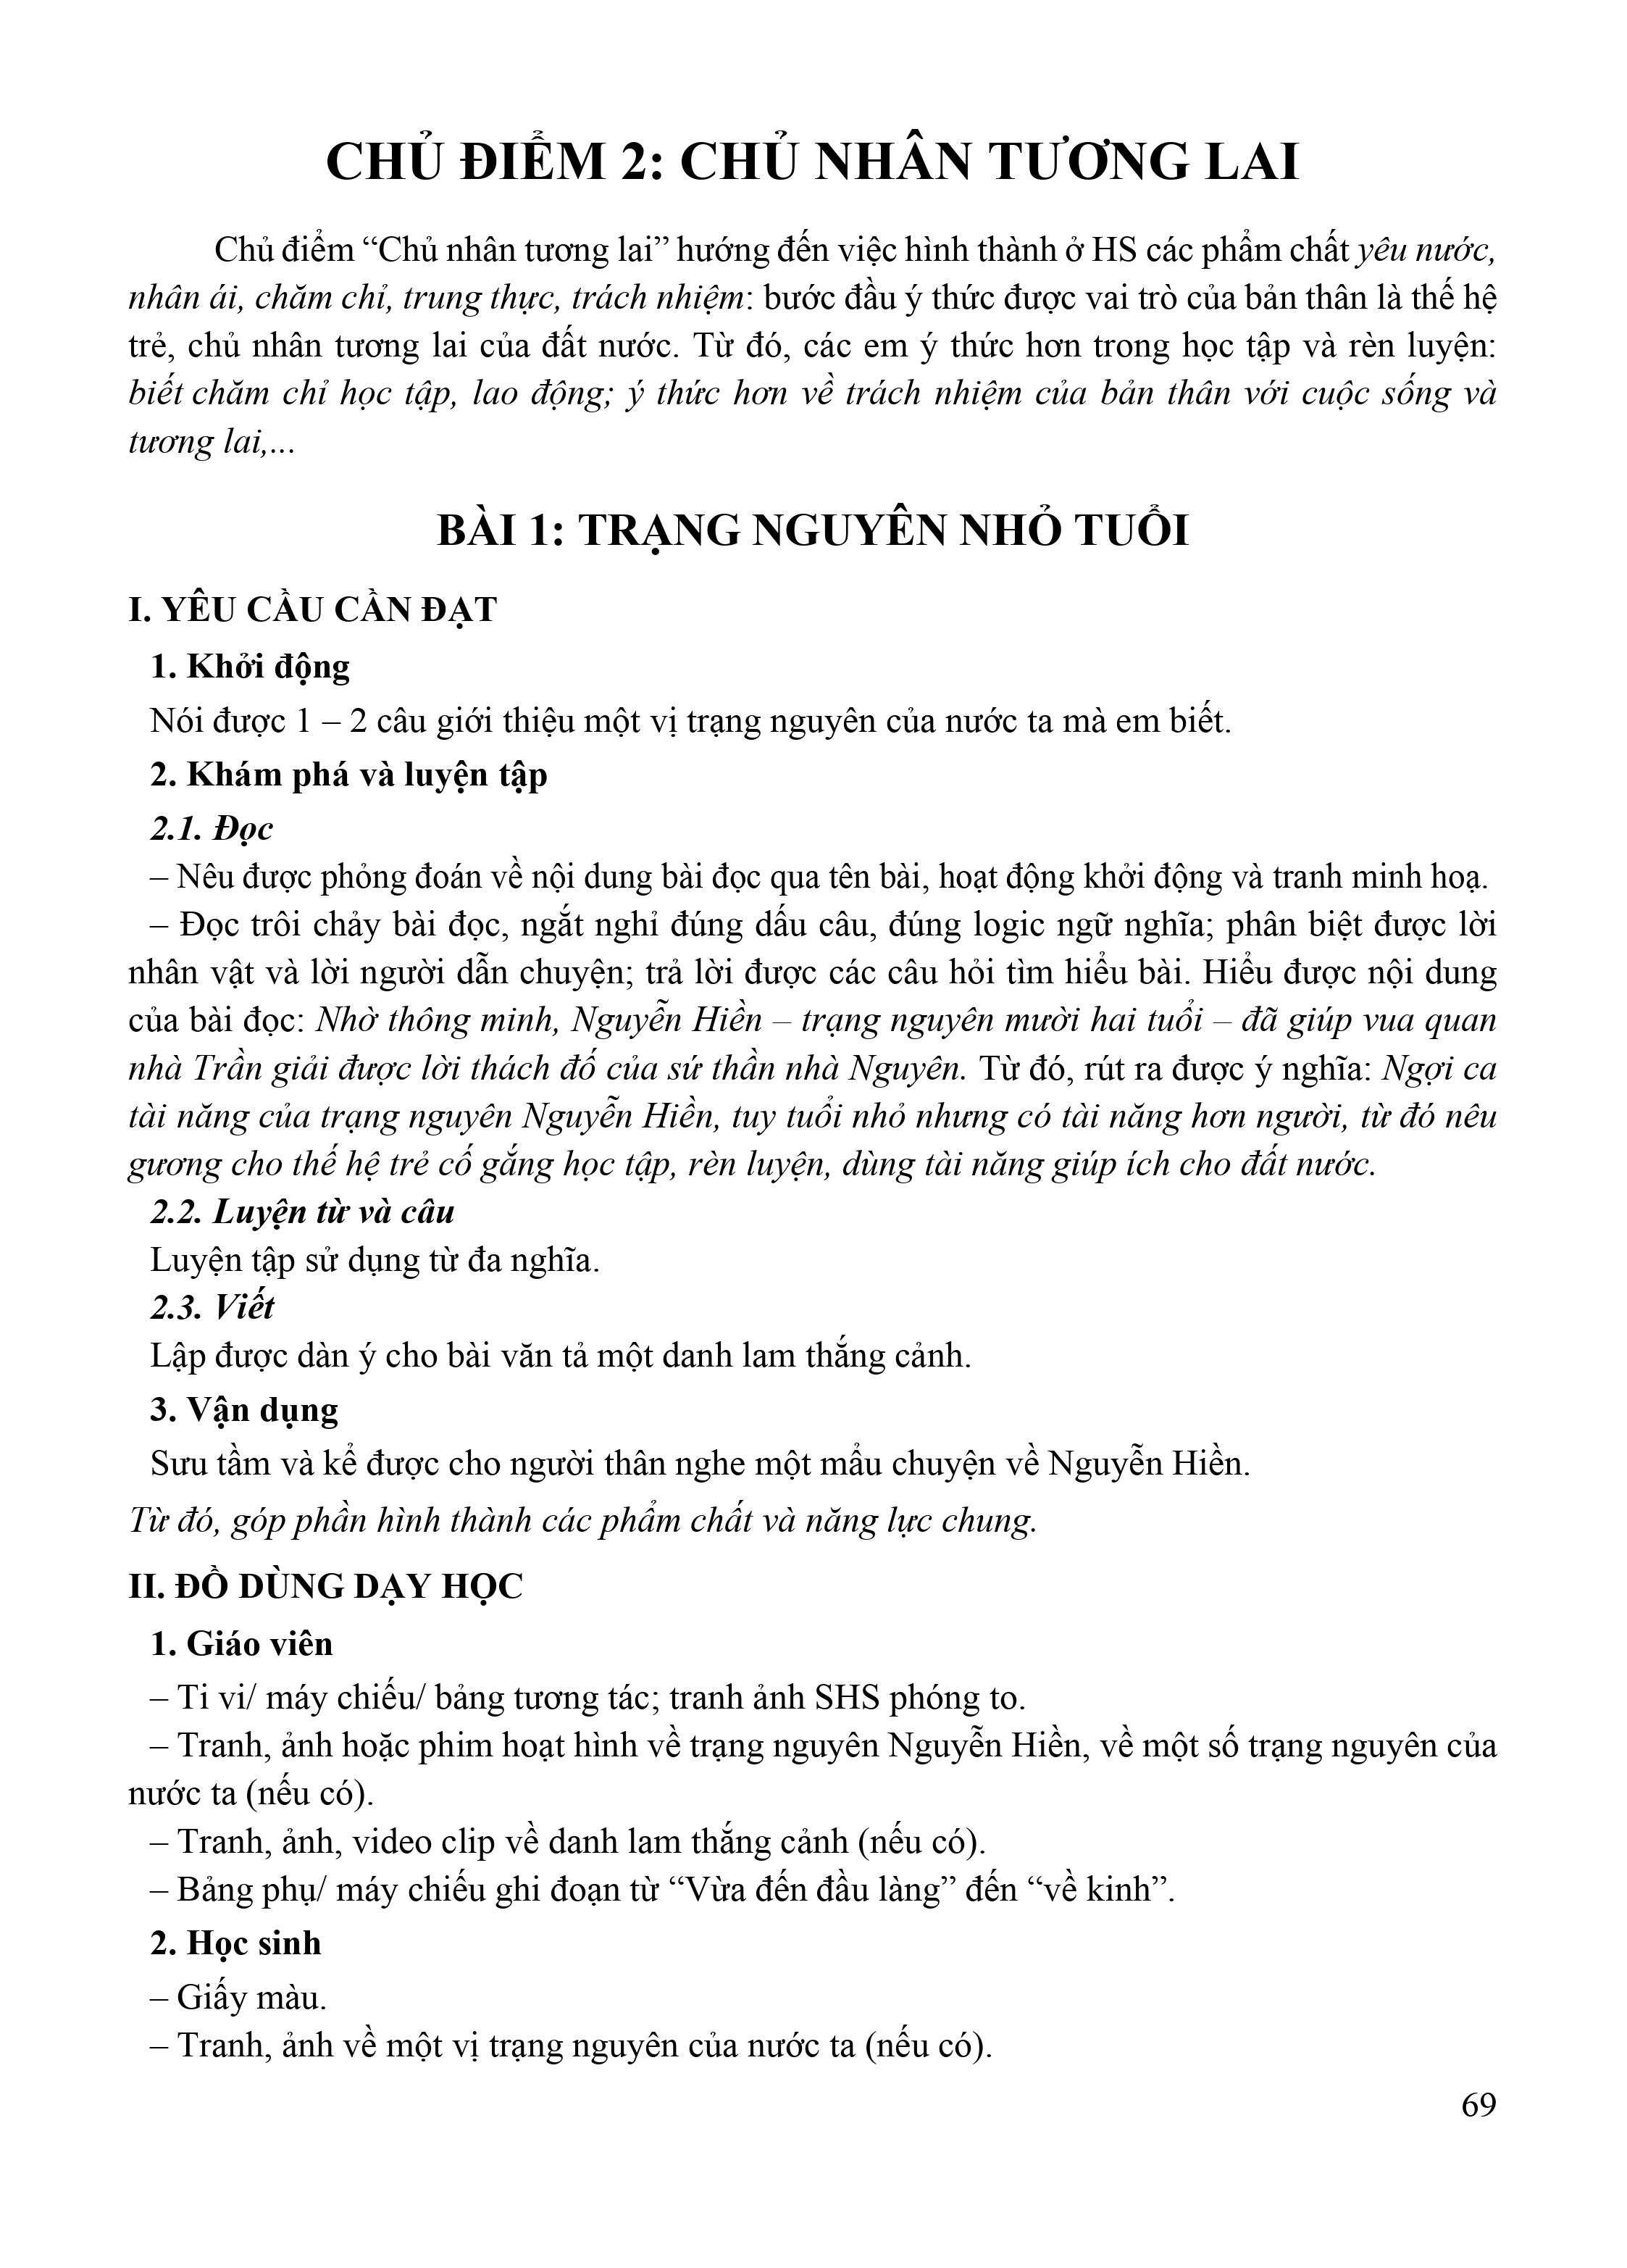 CHỦ ĐIỂM 2: CHỦ NHÂN TƯƠNG LAI
Chủ điểm “Chủ nhân tương lai” hướng đến việc hình thành ở HS các phẩm chất yêu nước,
nhân ái, chăm chỉ, trung thực, trách nhiệm: bước đầu ý thức được vai trò của bản thân là thế hệ
trẻ, chủ nhân tương lai của đất nước. Từ đó, các em ý thức hơn trong học tập và rèn luyện:
biết chăm chỉ học tập, lao động; ý thức hơn về trách nhiệm của bản thân với cuộc sống và
tương lai,...
BÀI 1: TRẠNG NGUYÊN NHỎ TUỔI
I. YÊU CẦU CẦN ĐẠT
1. Khởi động
Nói được 1 – 2 câu giới thiệu một vị trạng nguyên của nước ta mà em biết.
2. Khám phá và luyện tập
2.1. Đọc
– Nêu được phỏng đoán về nội dung bài đọc qua tên bài, hoạt động khởi động và tranh minh hoạ.
– Đọc trôi chảy bài đọc, ngắt nghỉ đúng dấu câu, đúng logic ngữ nghĩa; phân biệt được lời
nhân vật và lời người dẫn chuyện; trả lời được các câu hỏi tìm hiểu bài. Hiểu được nội dung
của bài đọc: Nhờ thông minh, Nguyễn Hiền – trạng nguyên mười hai tuổi – đã giúp vua quan
nhà Trần giải được lời thách đố của sứ thần nhà Nguyên. Từ đó, rút ra được ý nghĩa: Ngợi ca
tài năng của trạng nguyên Nguyễn Hiền, tuy tuổi nhỏ nhưng có tài năng hơn người, từ đó nêu
gương cho thế hệ trẻ cố gắng học tập, rèn luyện, dùng tài năng giúp ích cho đất nước.
2.2. Luyện từ và câu
Luyện tập sử dụng từ đa nghĩa.
2.3. Viết
Lập được dàn ý cho bài văn tả một danh lam thắng cảnh.
3. Vận dụng
Sưu tầm và kể được cho người thân nghe một mẩu chuyện về Nguyễn Hiền.
Từ đó, góp phần hình thành các phẩm chất và năng lực chung.
II. ĐỒ DÙNG DẠY HỌC
1. Giáo viên
– Ti vi/ máy chiếu/ bảng tương tác; tranh ảnh SHS phóng to.
– Tranh, ảnh hoặc phim hoạt hình về trạng nguyên Nguyễn Hiền, về một số trạng nguyên của
nước ta (nếu có).
– Tranh, ảnh, video clip về danh lam thắng cảnh (nếu có).
– Bảng phụ/ máy chiếu ghi đoạn từ “Vừa đến đầu làng” đến “về kinh”.
2. Học sinh
– Giấy màu.
– Tranh, ảnh về một vị trạng nguyên của nước ta (nếu có).
69